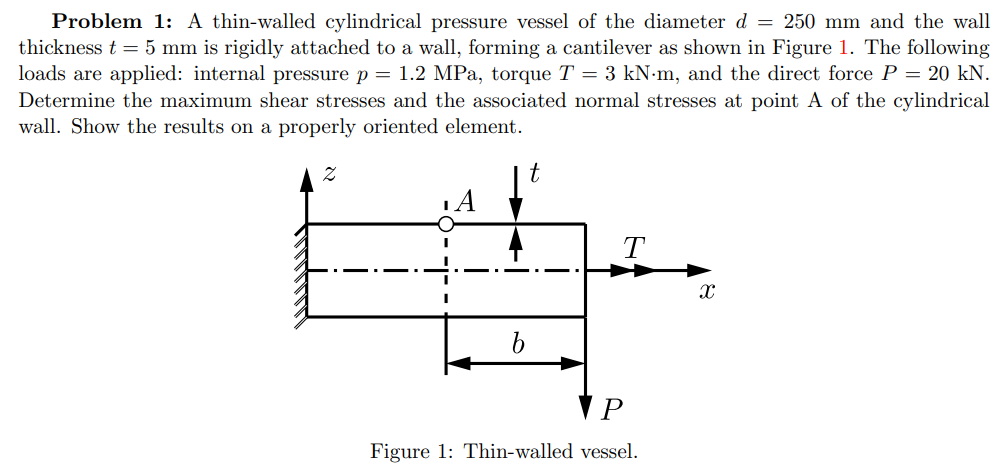 Problem 1: A thin-walled cylindrical pressure vessel of the diameter d = 250 mm and the wall
thickness t = 5 mm is rigidly attached to a wall, forming a cantilever as shown in Figure 1. The following
loads are applied: internal pressure p = 1.2 MPa, torque T = 3 kN·m, and the direct force P = 20 kN.
Determine the maximum shear stresses and the associated normal stresses at point A of the cylindrical
wall. Show the results on a properly oriented element.
z
t
A
T
x
b
P
Figure 1: Thin-walled vessel.